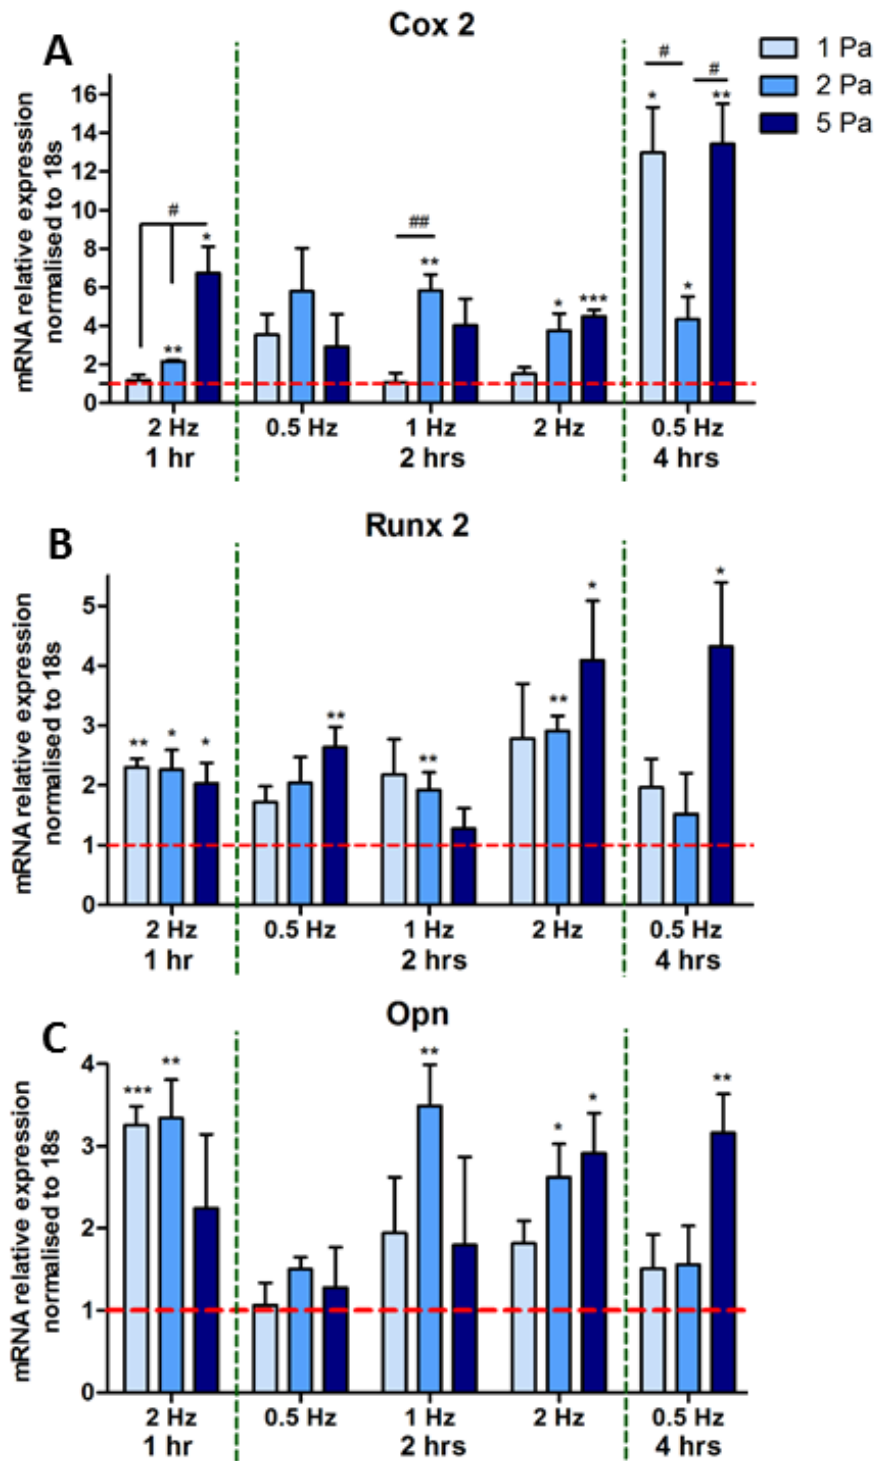 A
Cox 2
1 Pa
2 Pa
5 Pa
mRNA relative expression
normalised to 18s
16
14
12
10
8
6
4
2
0
#
*
**
##
**
*
***
#
#
*
*
**
2 Hz
0.5 Hz
1 Hz
2 Hz
0.5 Hz
1 hr
2 hrs
4 hrs
B
Runx 2
mRNA relative expression
normalised to 18s
5
4
3
2
1
0
**
*
*
**
**
**
*
*
2 Hz
0.5 Hz
1 Hz
2 Hz
0.5 Hz
1 hr
2 hrs
4 hrs
C
Opn
mRNA relative expression
normalised to 18s
4
3
2
1
0
***
**
**
*
*
**
2 Hz
0.5 Hz
1 Hz
2 Hz
0.5 Hz
1 hr
2 hrs
4 hrs